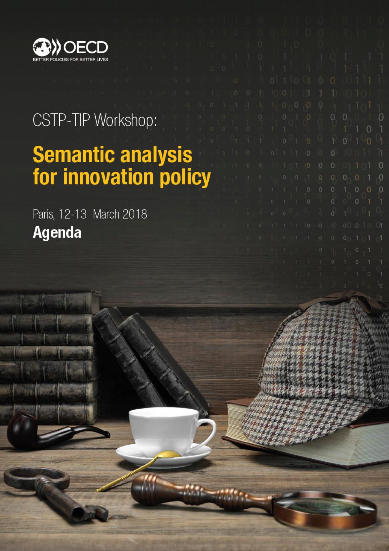 OECD
BETTER POLICIES FOR BETTER LIVES
CSTP-TIP Workshop:
Semantic analysis
for innovation policy
Paris, 12-13 March 2018
Agenda